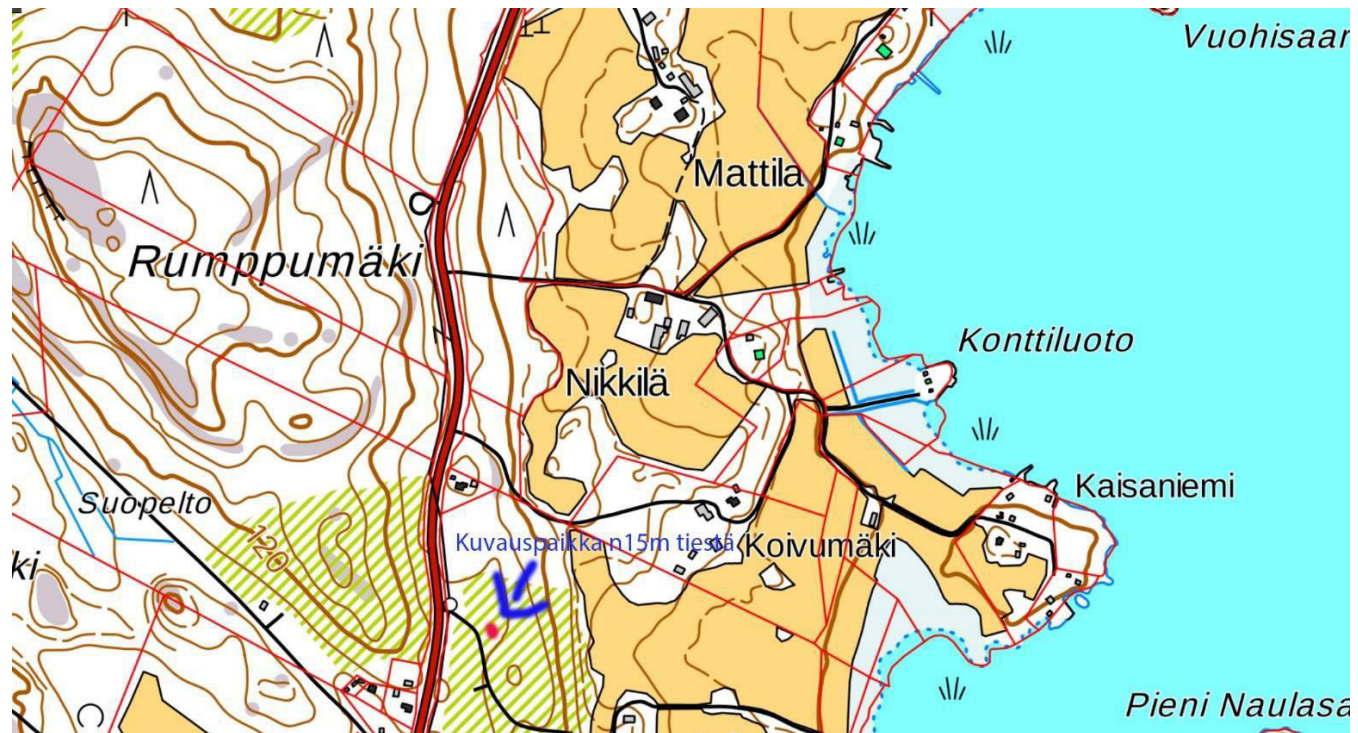 Vuohisaar
Mattila
Rumppumäki
Konttiluoto
Nikkilä
Kaisaniemi
Suopelto
120
Kuvauspaikka n15m tiestä
Koivumäki
ki
Pieni Naulasa